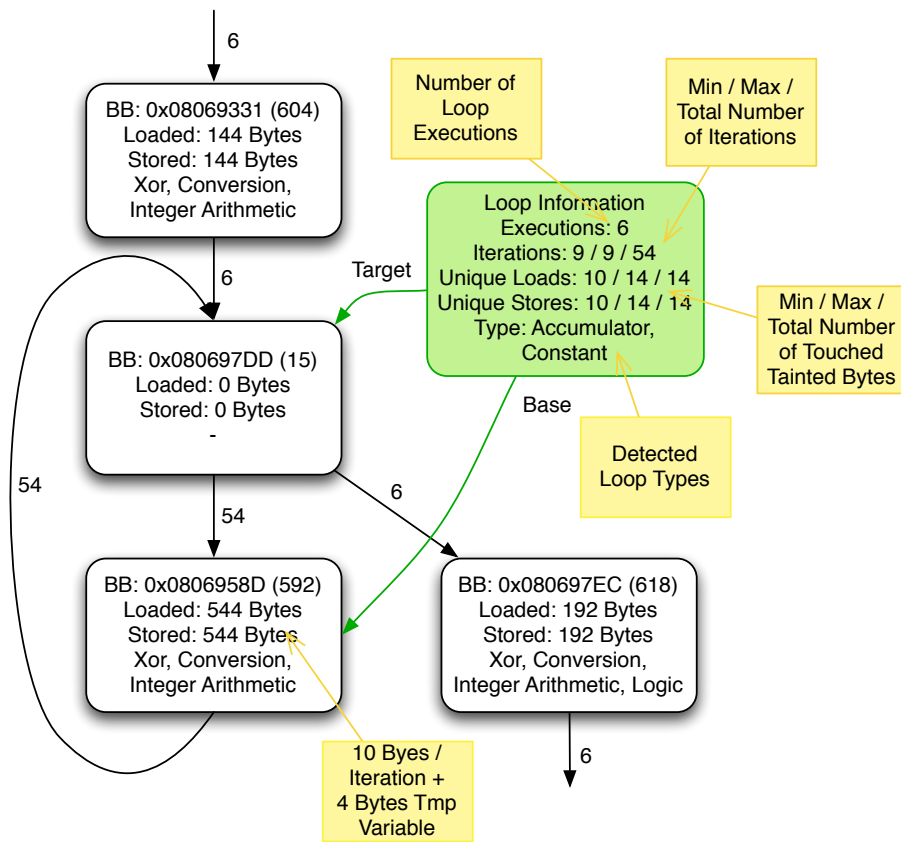 6
BB: 0x08069331 (604)
Loaded: 144 Bytes
Stored: 144 Bytes
Xor, Conversion,
Integer Arithmetic
Number of
Loop
Executions
Min / Max /
Total Number
of Iterations
Loop Information
Executions: 6
Iterations: 9 / 9 / 54
Unique Loads: 10 / 14 / 14
Unique Stores: 10 / 14 / 14
Type: Accumulator,
Constant
6
Target
Min / Max /
Total Number
of Touched
Tainted Bytes
BB: 0x080697DD (15)
Loaded: 0 Bytes
Stored: 0 Bytes
-
Base
Detected
Loop Types
54
54
6
BB: 0x0806958D (592)
Loaded: 544 Bytes
Stored: 544 Bytes
Xor, Conversion,
Integer Arithmetic
BB: 0x080697EC (618)
Loaded: 192 Bytes
Stored: 192 Bytes
Xor, Conversion,
Integer Arithmetic, Logic
10 Byes /
Iteration +
4 Bytes Tmp
Variable
6